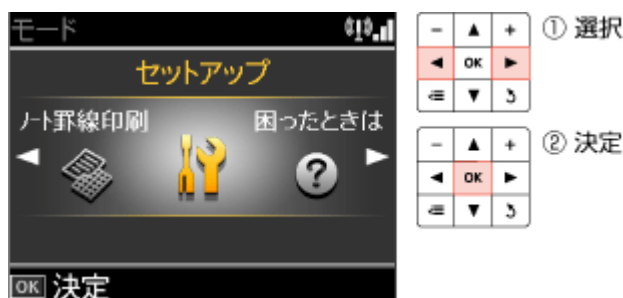 モード
セットアップ
ノート罫線印刷
困ったときは
?
OK 決定
① 選択
- ▲ +
◀ OK ▶
▼
② 決定
- ▲ +
◀ OK ▶
▼